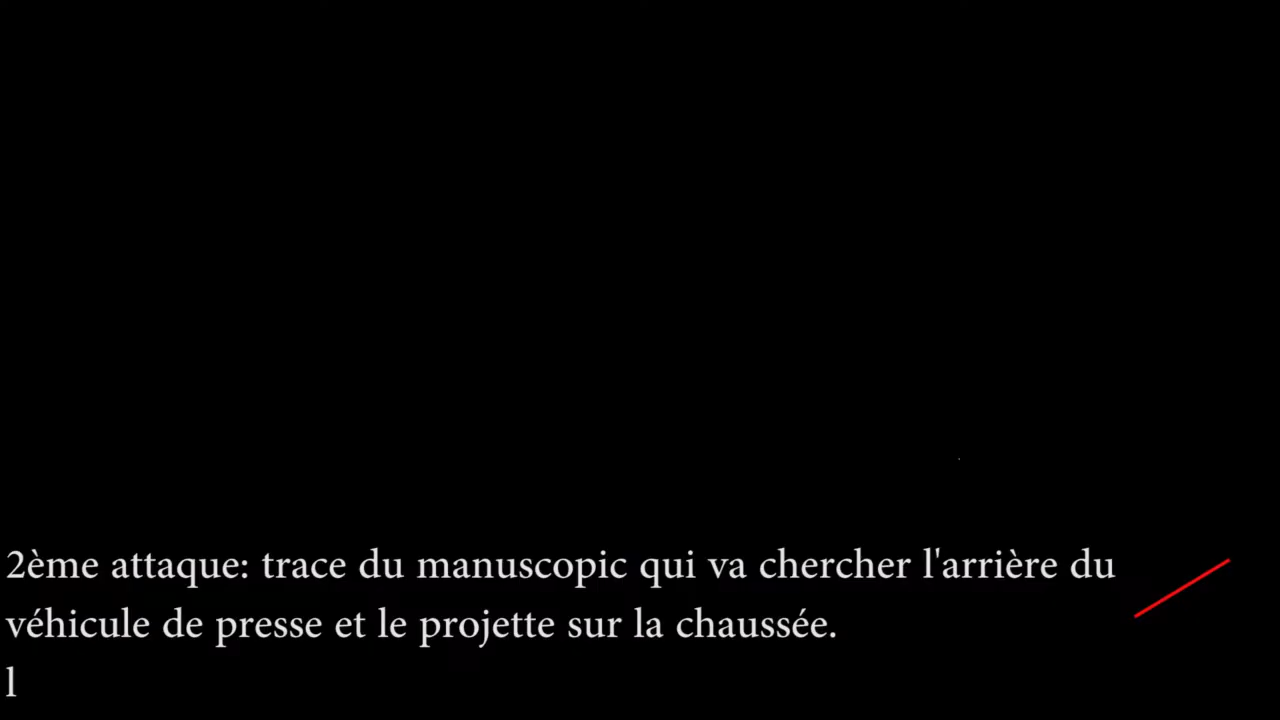 2ème attaque: trace du manuscopic qui va chercher l'arrière du
véhicule de presse et le projette sur la chaussée.
l